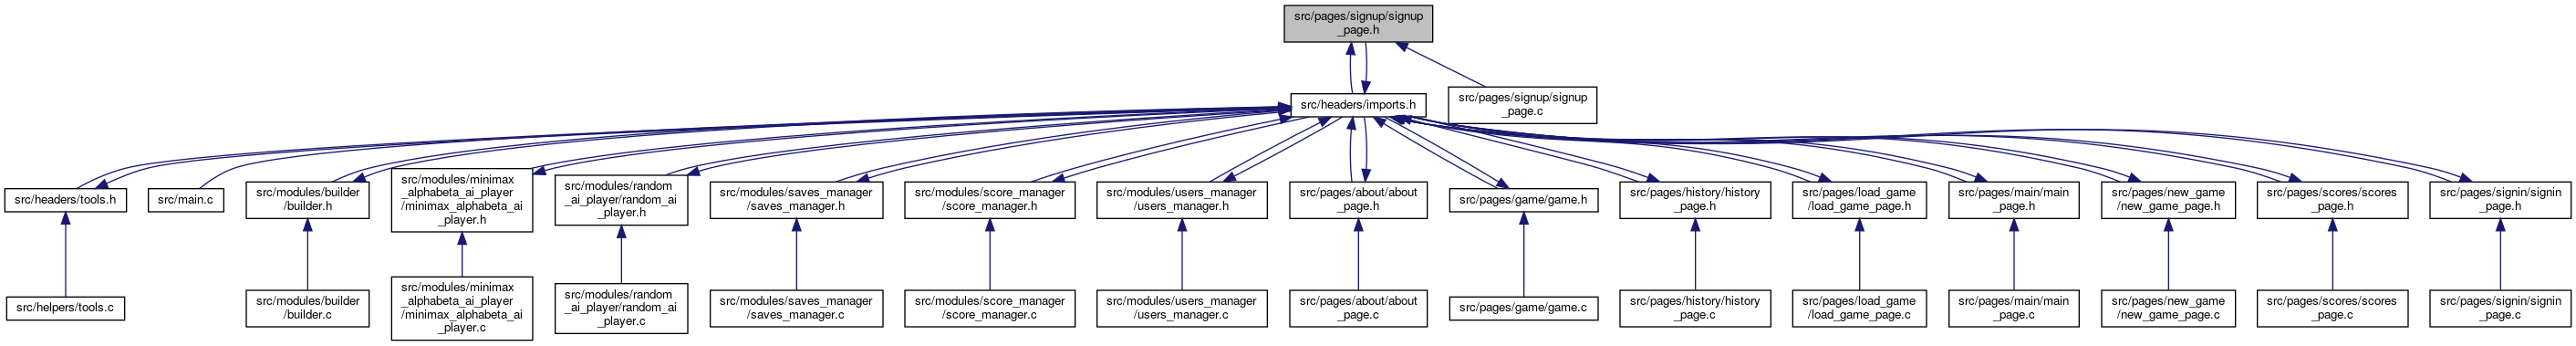 src/pages/signup/signup
_page.h
src/headers/imports.h
src/pages/signup/signup
_page.c
src/headers/tools.h
src/main.c
src/modules/builder
/builder.h
src/modules/minimax
_alphabeta_ai_player
/minimax_alphabeta_ai
_player.h
src/modules/random
_ai_player/random_ai
_player.h
src/modules/saves_manager
/saves_manager.h
src/modules/score_manager
/score_manager.h
src/modules/users_manager
/users_manager.h
src/pages/about/about
_page.h
src/pages/game/game.h
src/pages/history/history
_page.h
src/pages/load_game
/load_game_page.h
src/pages/main/main
_page.h
src/pages/new_game
/new_game_page.h
src/pages/scores/scores
_page.h
src/pages/signin/signin
_page.h
src/helpers/tools.c
src/modules/builder
/builder.c
src/modules/minimax
_alphabeta_ai_player
/minimax_alphabeta_ai
_player.c
src/modules/random
_ai_player/random_ai
_player.c
src/modules/saves_manager
/saves_manager.c
src/modules/score_manager
/score_manager.c
src/modules/users_manager
/users_manager.c
src/pages/about/about
_page.c
src/pages/game/game.c
src/pages/history/history
_page.c
src/pages/load_game
/load_game_page.c
src/pages/main/main
_page.c
src/pages/new_game
/new_game_page.c
src/pages/scores/scores
_page.c
src/pages/signin/signin
_page.c